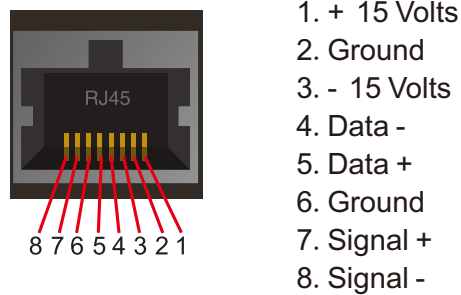 RJ45
8 7 6 5 4 3 2 1
1. + 15 Volts
2. Ground
3. - 15 Volts
4. Data -
5. Data +
6. Ground
7. Signal +
8. Signal -